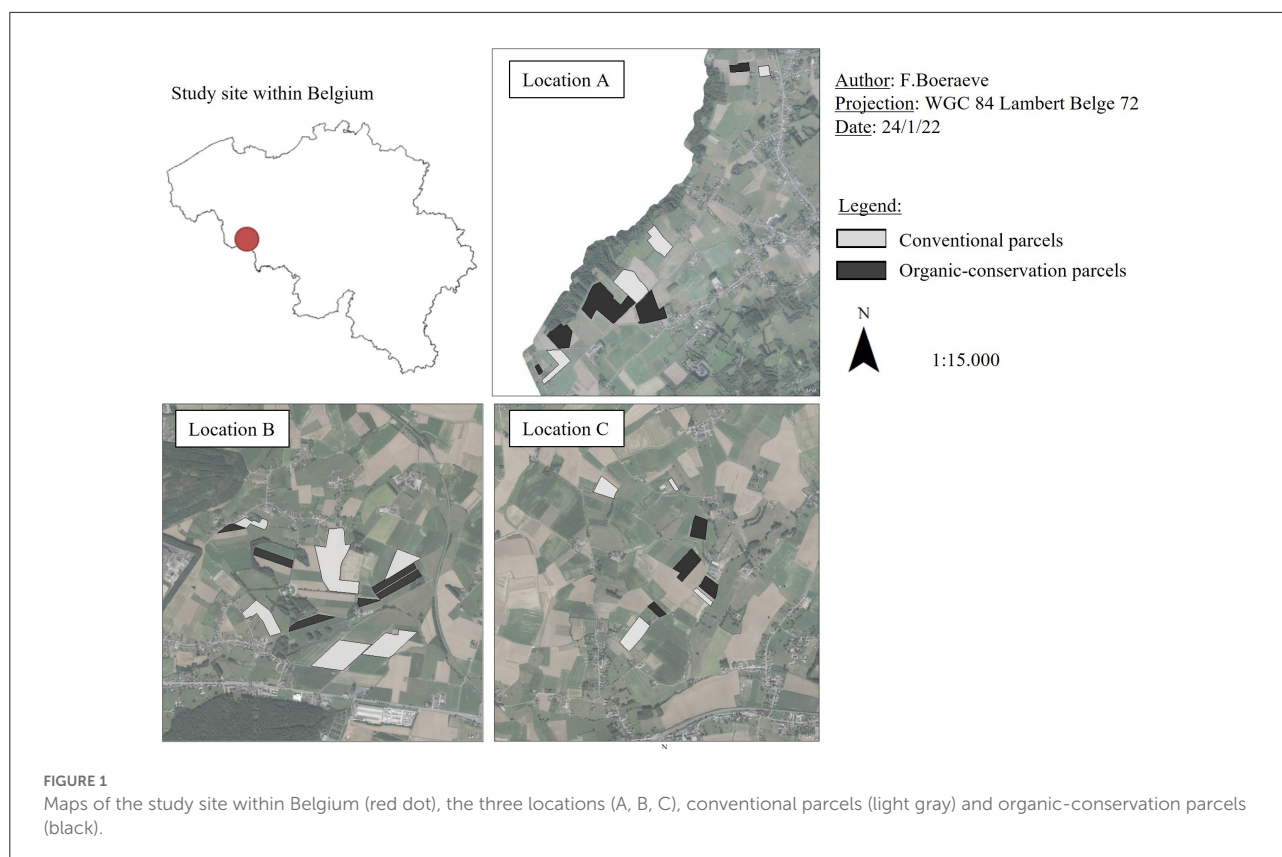 Study site within Belgium
Location A
Author: F.Boeraeve
Projection: WGC 84 Lambert Belge 72
Date: 24/1/22
Legend:
Conventional parcels
Organic-conservation parcels
N
1:15.000
Location B
Location C
N
FIGURE 1
Maps of the study site within Belgium (red dot), the three locations (A, B, C), conventional parcels (light gray) and organic-conservation parcels
(black).